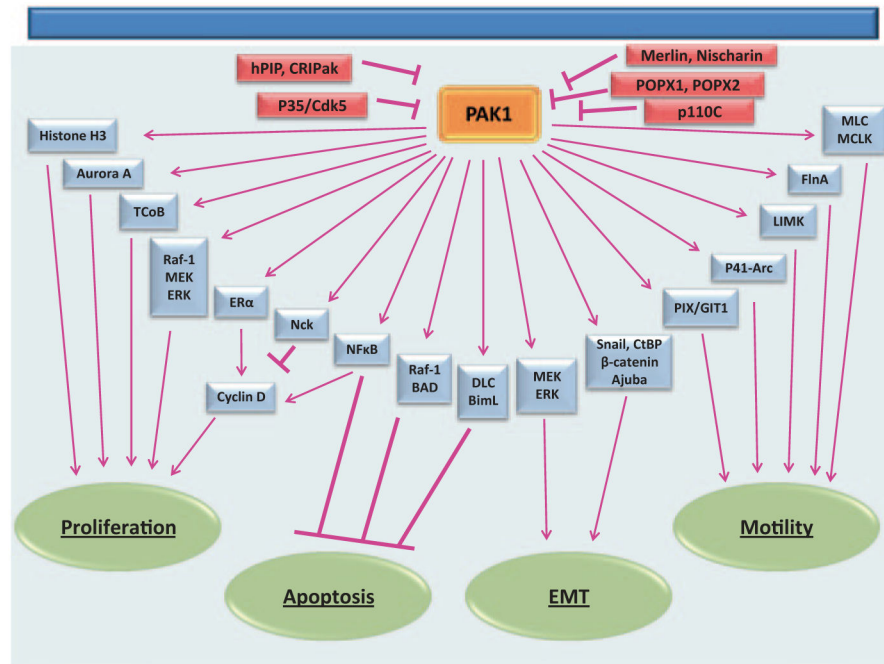 hPIP, CRIPak
Merlin, Nischarin
P35/Cdk5
PAK1
POPX1, POPX2
p110C
Histone H3
MLC
MCLK
Aurora A
FlnA
TCoB
LIMK
Raf-1
MEK
ERK
P41-Arc
ERα
Nck
PIX/GIT1
NFκB
Snail, CtBP
β-catenin
Ajuba
Raf-1
BAD
DLC
BimL
MEK
ERK
Cyclin D
Proliferation
Motility
Apoptosis
EMT